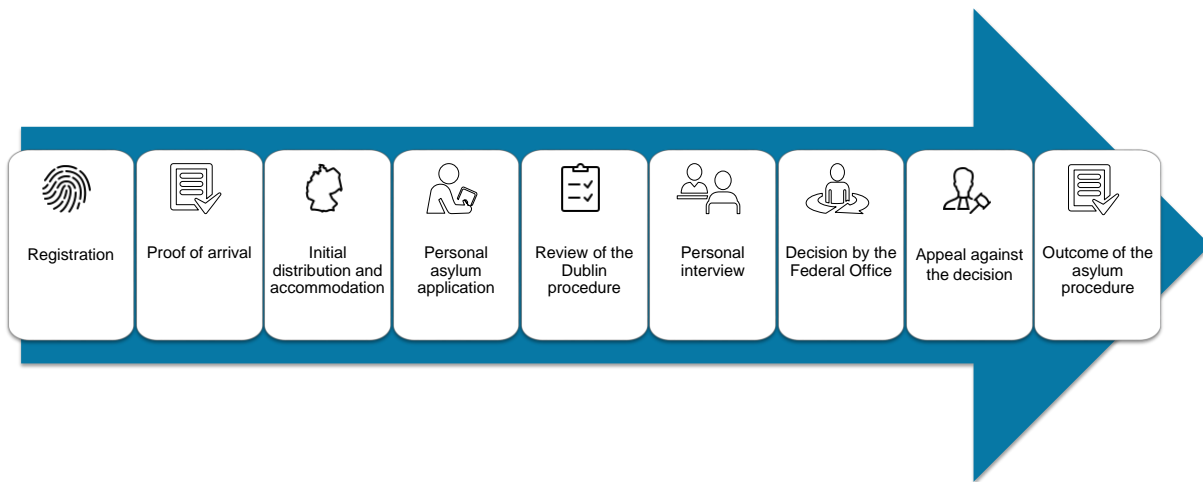 Registration
Proof of arrival
Initial
distribution and
accommodation
Personal
asylum
application
Review of the
Dublin
procedure
Personal
interview
Decision by the
Federal Office
Appeal against
the decision
Outcome of the
asylum
procedure